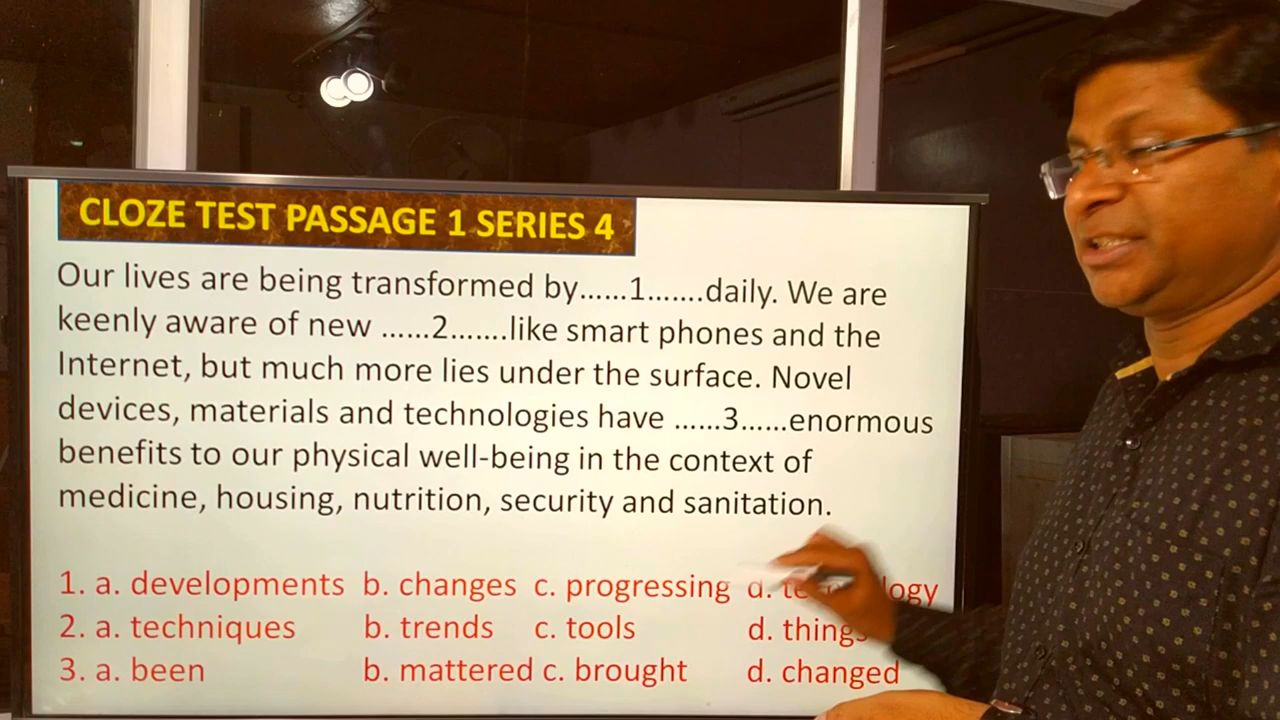 CLOZE TEST PASSAGE 1 SERIES 4
Our lives are being transformed by......1.......daily. We are
keenly aware of new ......2.......like smart phones and the
Internet, but much more lies under the surface. Novel
devices, materials and technologies have ......3......enormous
benefits to our physical well-being in the context of
medicine, housing, nutrition, security and sanitation.
1. a. developments b. changes c. progressing d.
2. a. techniques b. trends c. tools d. things
3. a. been b. mattered c. brought d. changed